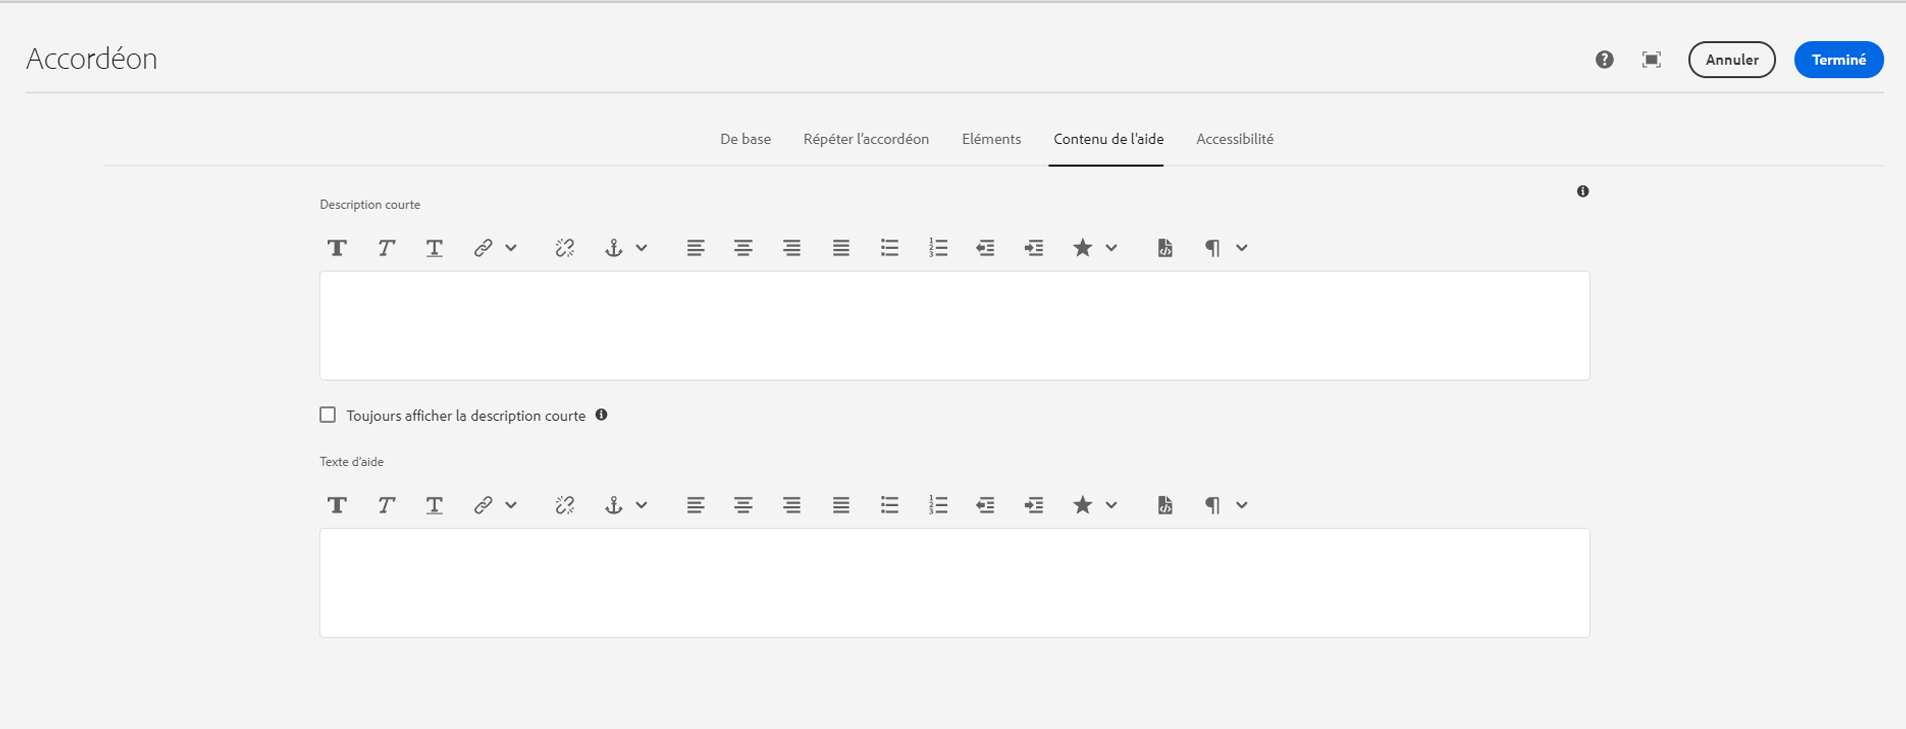 Accordéon
Annuler
Terminé
De base
Répéter l'accordéon
Eléments
Contenu de l'aide
Accessibilité
Description courte
Toujours afficher la description courte
Texte d'aide